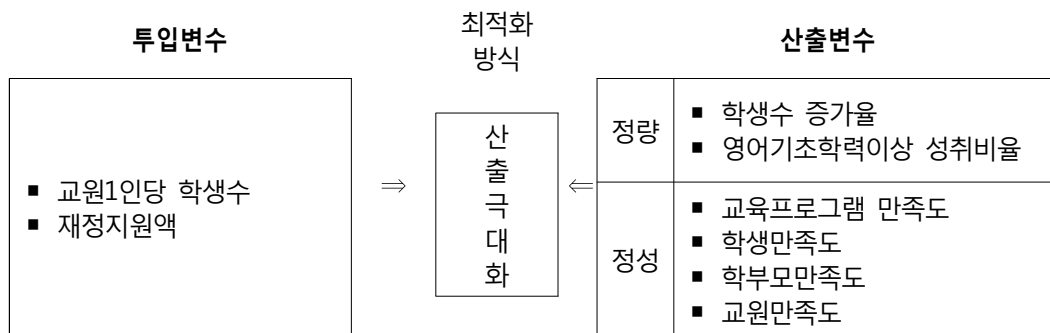 투입변수
최적화
방식
산출변수
■ 교원1인당 학생수
■ 재정지원액
⇒
산
출
극
대
화
⇐
정량
■ 학생수 증가율
■ 영어기초학력이상 성취비율
정성
■ 교육프로그램 만족도
■ 학생만족도
■ 학부모만족도
■ 교원만족도